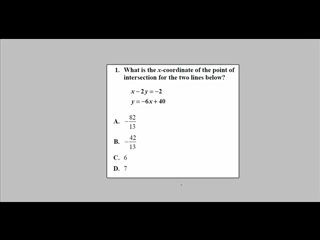 1. What is the x-coordinate of the point of
intersection for the two lines below?
x - 2y = -2
y = -6x + 40
A. -82/13
B. -42/13
C. 6
D. 7